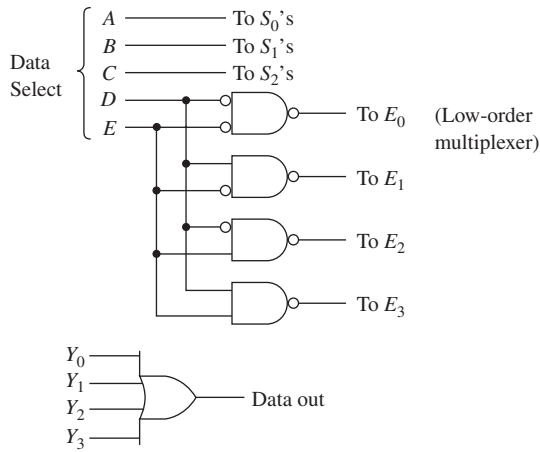 A To S₀'s
B To S₁'s
Data Select
C To S₂'s
D
E
To E₀ (Low-order multiplexer)
To E₁
To E₂
To E₃
Y₀
Y₁
Y₂
Y₃
Data out